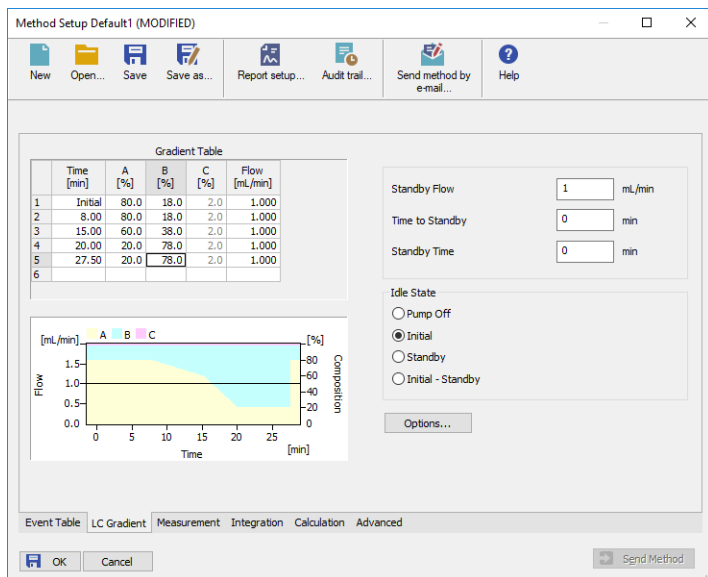 Method Setup Default1 (MODIFIED)
New Open... Save Save as... Report setup... Audit trail... Send method by e-mail... Help
Gradient Table
Time [min] A [%] B [%] C [%] Flow [mL/min]
1 Initial 80.0 18.0 2.0 1.000
2 8.00 80.0 18.0 2.0 1.000
3 15.00 60.0 38.0 2.0 1.000
4 20.00 20.0 78.0 2.0 1.000
5 27.50 20.0 78.0 2.0 1.000
6
Standby Flow 1 mL/min
Time to Standby 0 min
Standby Time 0 min
Idle State
Pump Off
Initial
Standby
Initial - Standby
Options...
[mL/min] A B C [%]
1.5 80
1.0 60
0.5 40
0.0 20
0
Flow
Composition
0 5 10 15 20 25 [min]
Time
Event Table LC Gradient Measurement Integration Calculation Advanced
OK Cancel Send Method